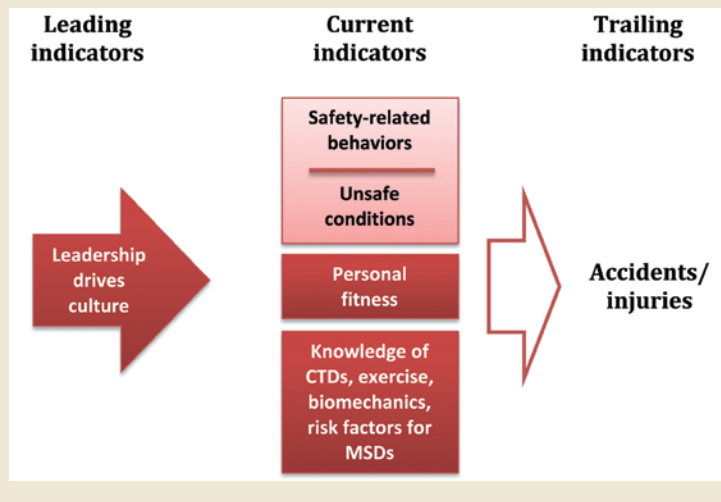 Leading
indicators
Current
indicators
Trailing
indicators
Leadership
drives
culture
Safety-related
behaviors
Unsafe
conditions
Personal
fitness
Knowledge of
CTDs, exercise,
biomechanics,
risk factors for
MSDs
Accidents/
injuries